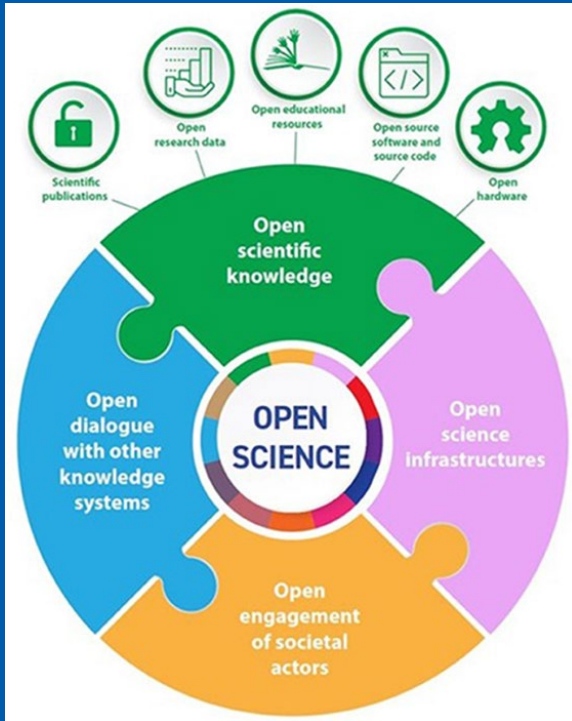 Scientific
publications
Open
research data
Open educational
resources
Open source
software and
source code
Open
hardware
Open
scientific
knowledge
Open
dialogue
with other
knowledge
systems
OPEN
SCIENCE
Open
science
infrastructures
Open
engagement
of societal
actors